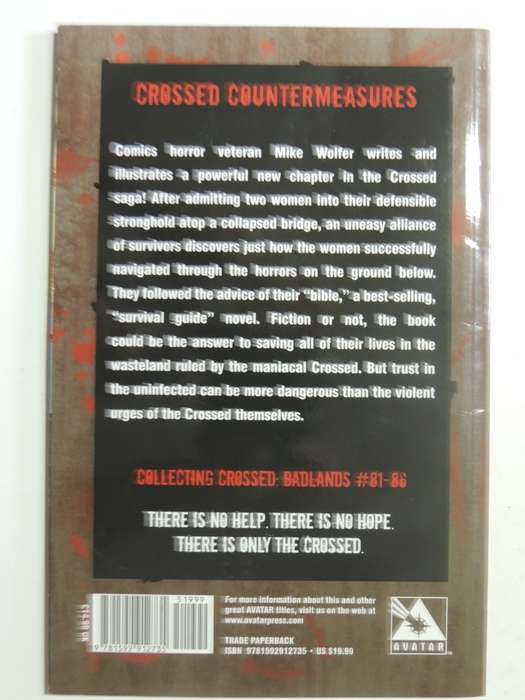 CROSSED COUNTERMEASURES
Comics horror veteran Mike Wolfer writes and
illustrates a powerful new chapter in the Crossed
saga! After admitting two women into their defensible
stronghold atop a collapsed bridge, an uneasy alliance
of survivors discovers just how the women successfully
navigated through the horrors on the ground below.
They followed the advice of their "bible," a best-selling,
"survival guide" novel. Fiction or not, the book
could be the answer to saving all of their lives in the
wasteland ruled by the maniacal Crossed. But trust in
the uninfected can be more dangerous than the violent
urges of the Crossed themselves.
COLLECTING CROSSED: BADLANDS #81-86
THERE IS NO HELP. THERE IS NO HOPE.
THERE IS ONLY THE CROSSED.
51999
9 781592 912735
For more information about this and other
great AVATAR titles, visit us on the web at
www.avatarpress.com
TRADE PAPERBACK
ISBN 9781592912735 • US $19.99
AVATAR